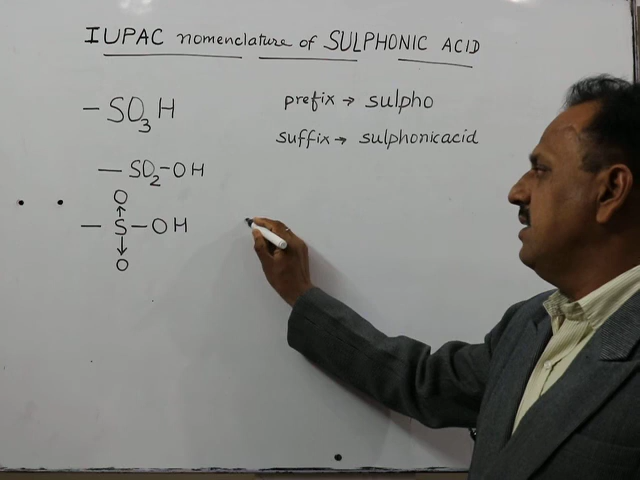 IUPAC nomenclature of SULPHONIC ACID
– SO3H
prefix → sulpho
suffix → sulphonicacid
– SO2–OH
O
↑
– S – OH
↓
O